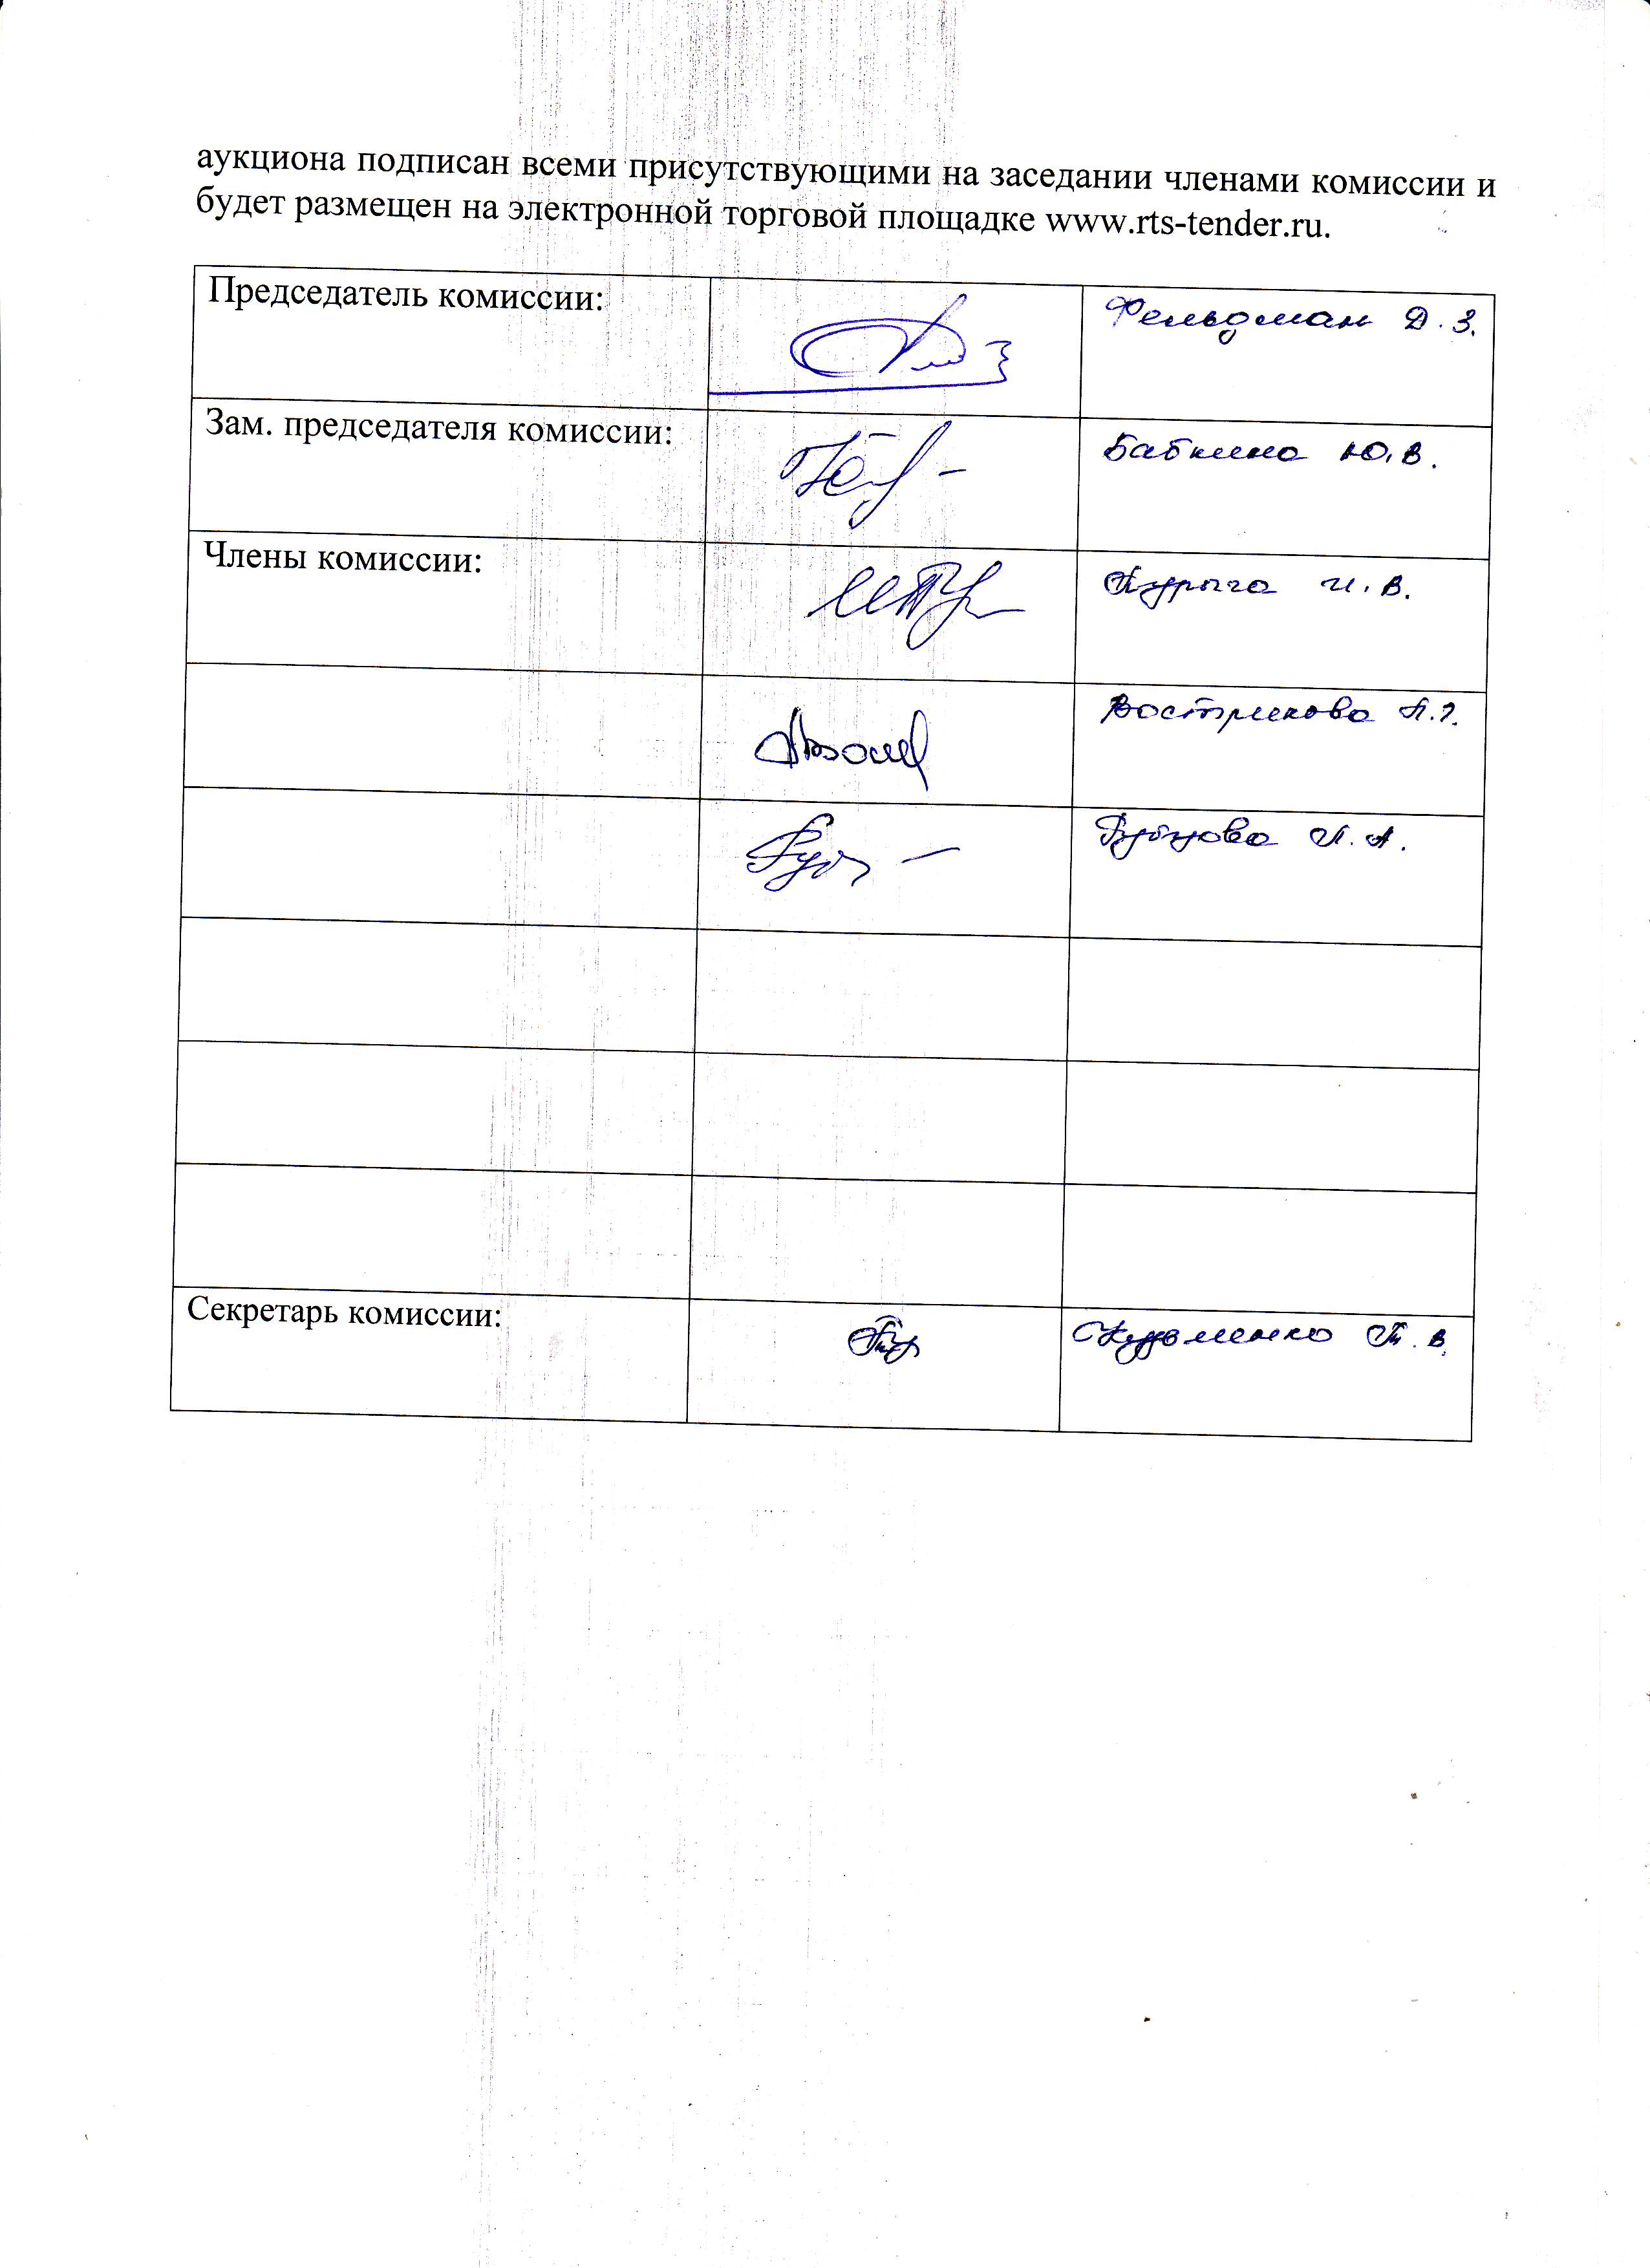 аукциона подписан всеми присутствующими на заседании членами комиссии и
будет размещен на электронной торговой площадке www.rts-tender.ru.
Председатель комиссии:
Фельдман Д. З.
Зам. председателя комиссии:
Бабкина Ю. В.
Члены комиссии:
И. В.
Вострикова Л. Г.
Рубцова Л. А.
Секретарь комиссии:
Т. В.